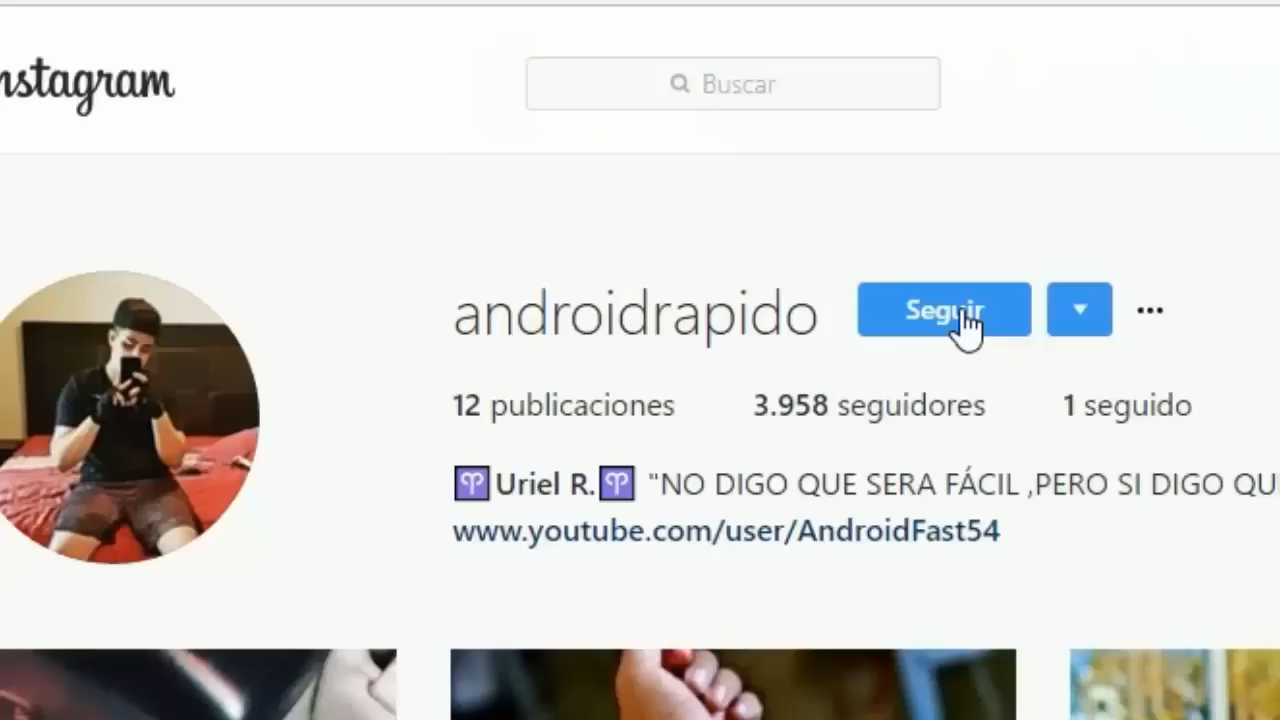 nstagram
Buscar
androidrapido
Seguir
12 publicaciones 3.958 seguidores 1 seguido
♈Uriel R.♈ "NO DIGO QUE SERA FÁCIL ,PERO SI DIGO QU
www.youtube.com/user/AndroidFast54